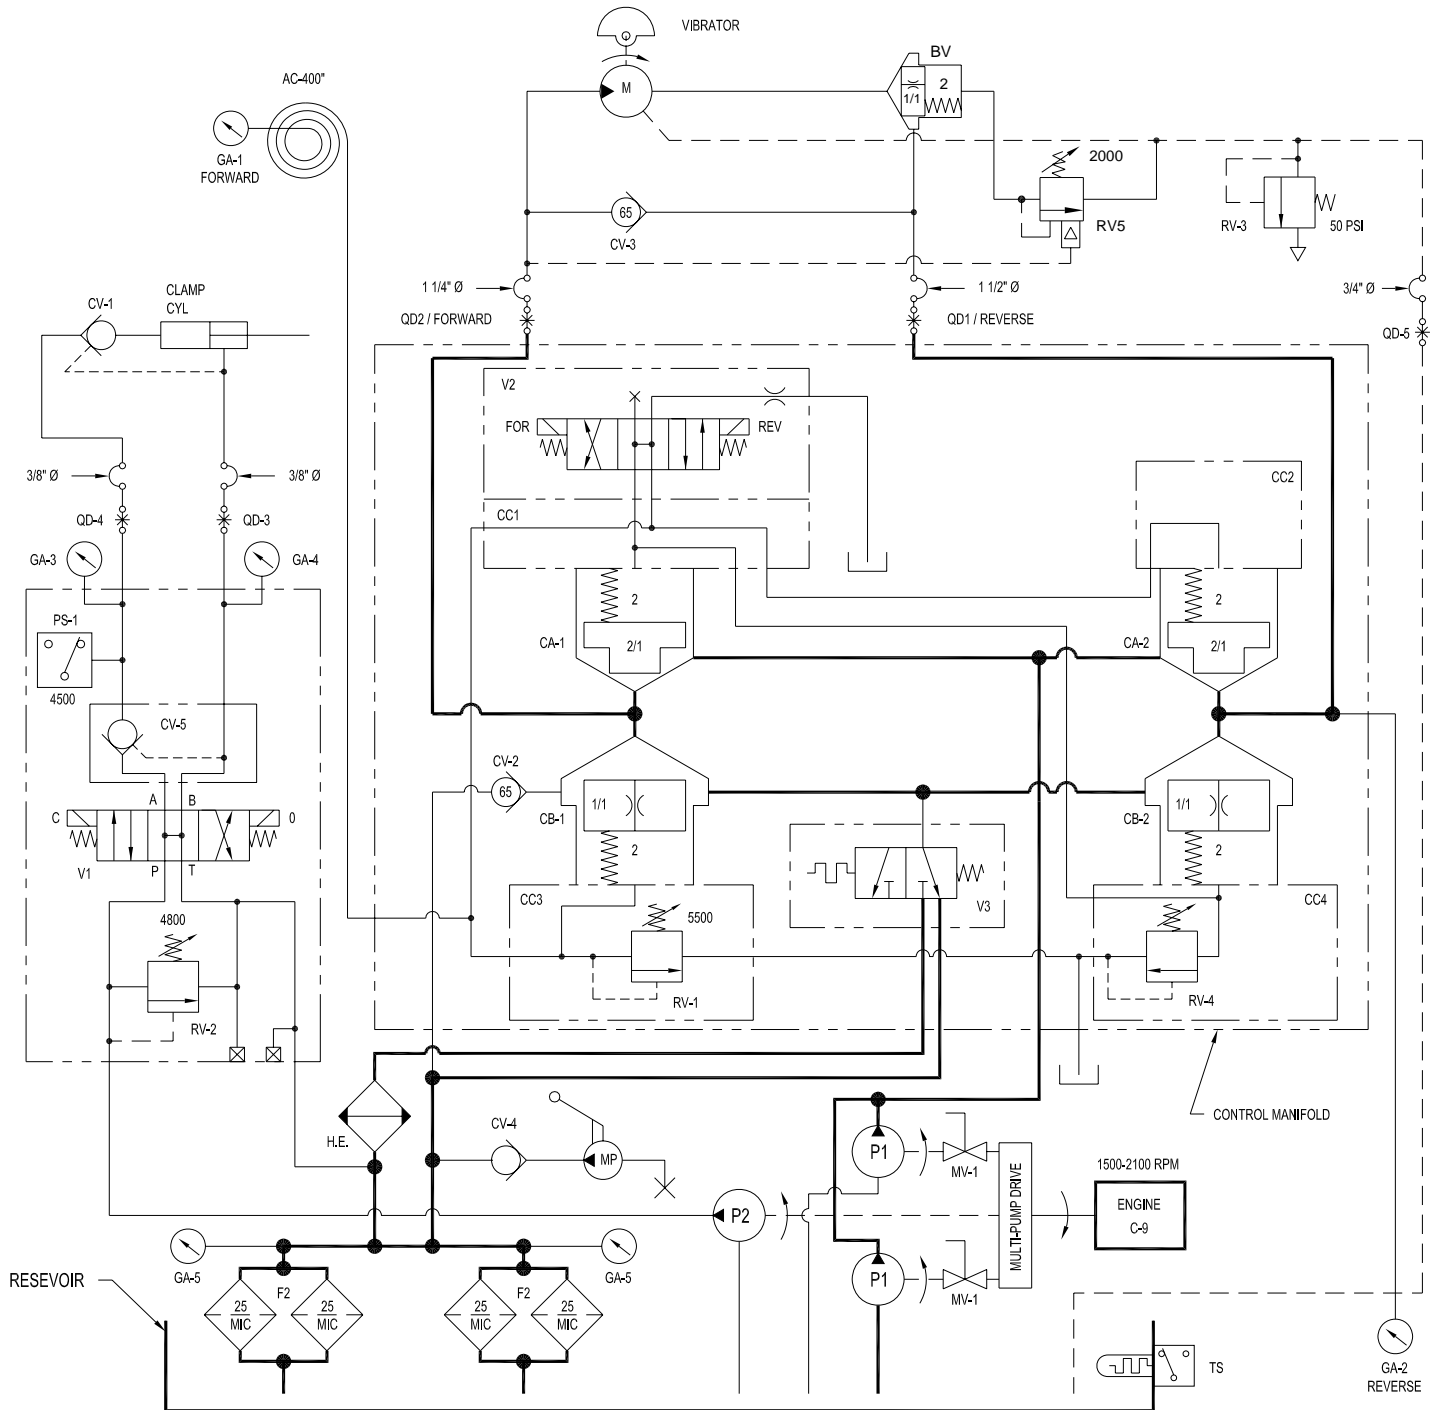 VIBRATOR
BV
AC-400"
M
1/1
2
GA-1
FORWARD
2000
65
CV-3
RV5
RV-3
50 PSI
CV-1
CLAMP
CYL
1 1/4" Ø
1 1/2" Ø
3/4" Ø
QD2 / FORWARD
QD1 / REVERSE
QD-5
V2
FOR
REV
3/8" Ø
3/8" Ø
CC2
QD-4
QD-3
CC1
GA-3
GA-4
PS-1
2
2
CA-1
2/1
CA-2
2/1
4500
CV-5
CV-2
65
A
B
1/1
1/1
C
0
CB-1
CB-2
V1
P
T
2
2
V3
CC3
CC4
4800
5500
RV-2
RV-1
RV-4
CONTROL MANIFOLD
H.E.
CV-4
MP
P1
MV-1
1500-2100 RPM
MULTI-PUMP DRIVE
ENGINE
C-9
P2
RESEVOIR
GA-5
F2
F2
GA-5
P1
MV-1
25
MIC
25
MIC
25
MIC
25
MIC
TS
GA-2
REVERSE